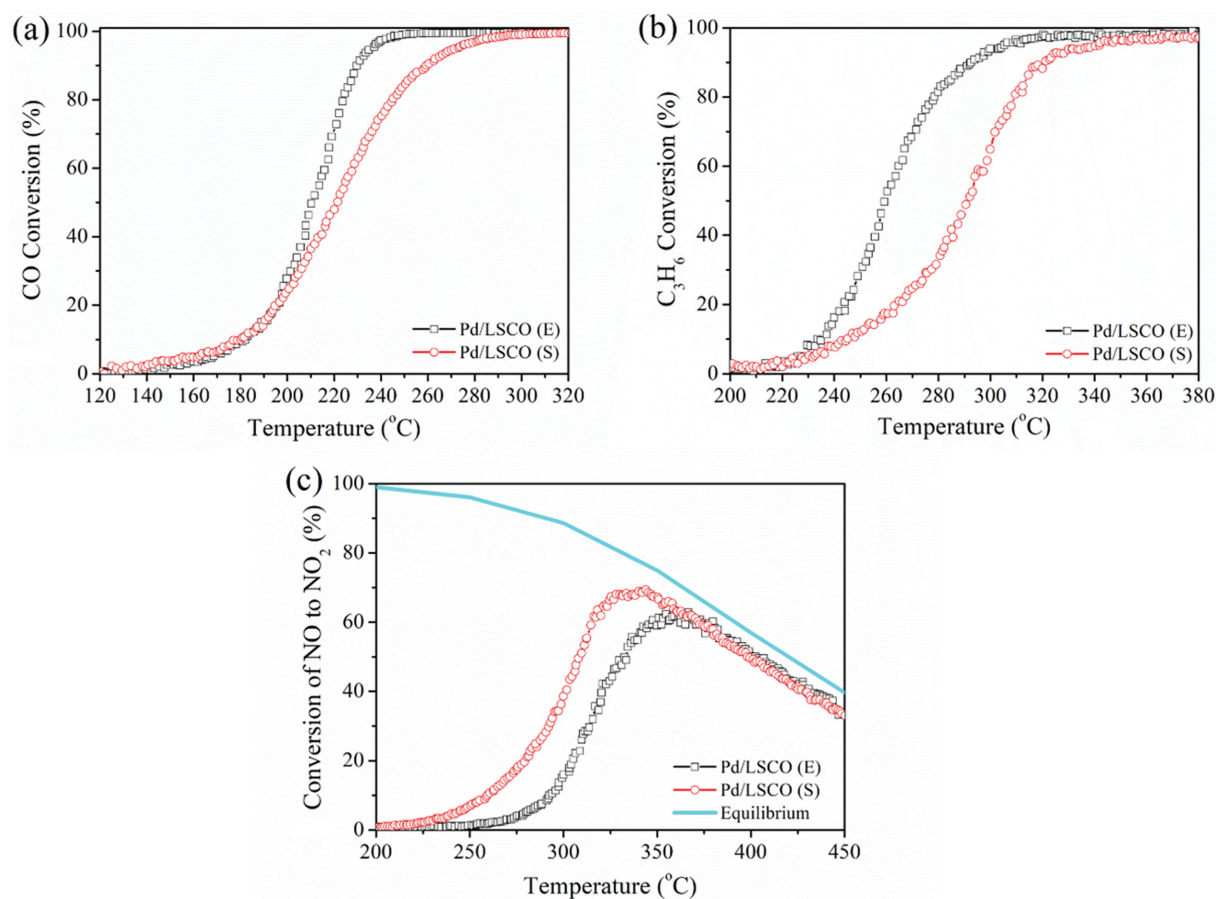 (a)
CO Conversion (%)
100
80
60
40
20
0
120 140 160 180 200 220 240 260 280 300 320
Temperature (°C)
Pd/LSCO (E)
Pd/LSCO (S)
(b)
C₃H₆ Conversion (%)
100
80
60
40
20
0
200 220 240 260 280 300 320 340 360 380
Temperature (°C)
Pd/LSCO (E)
Pd/LSCO (S)
(c)
Conversion of NO to NO₂ (%)
100
80
60
40
20
0
200 250 300 350 400 450
Temperature (°C)
Pd/LSCO (E)
Pd/LSCO (S)
Equilibrium